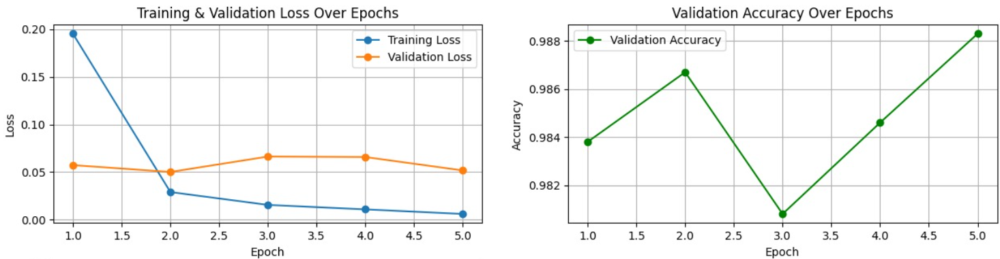 Training & Validation Loss Over Epochs
0.20
0.15
0.10
0.05
0.00
Loss
Training Loss
Validation Loss
1.0 1.5 2.0 2.5 3.0 3.5 4.0 4.5 5.0
Epoch
Validation Accuracy Over Epochs
0.988
0.986
0.984
0.982
Accuracy
Validation Accuracy
1.0 1.5 2.0 2.5 3.0 3.5 4.0 4.5 5.0
Epoch